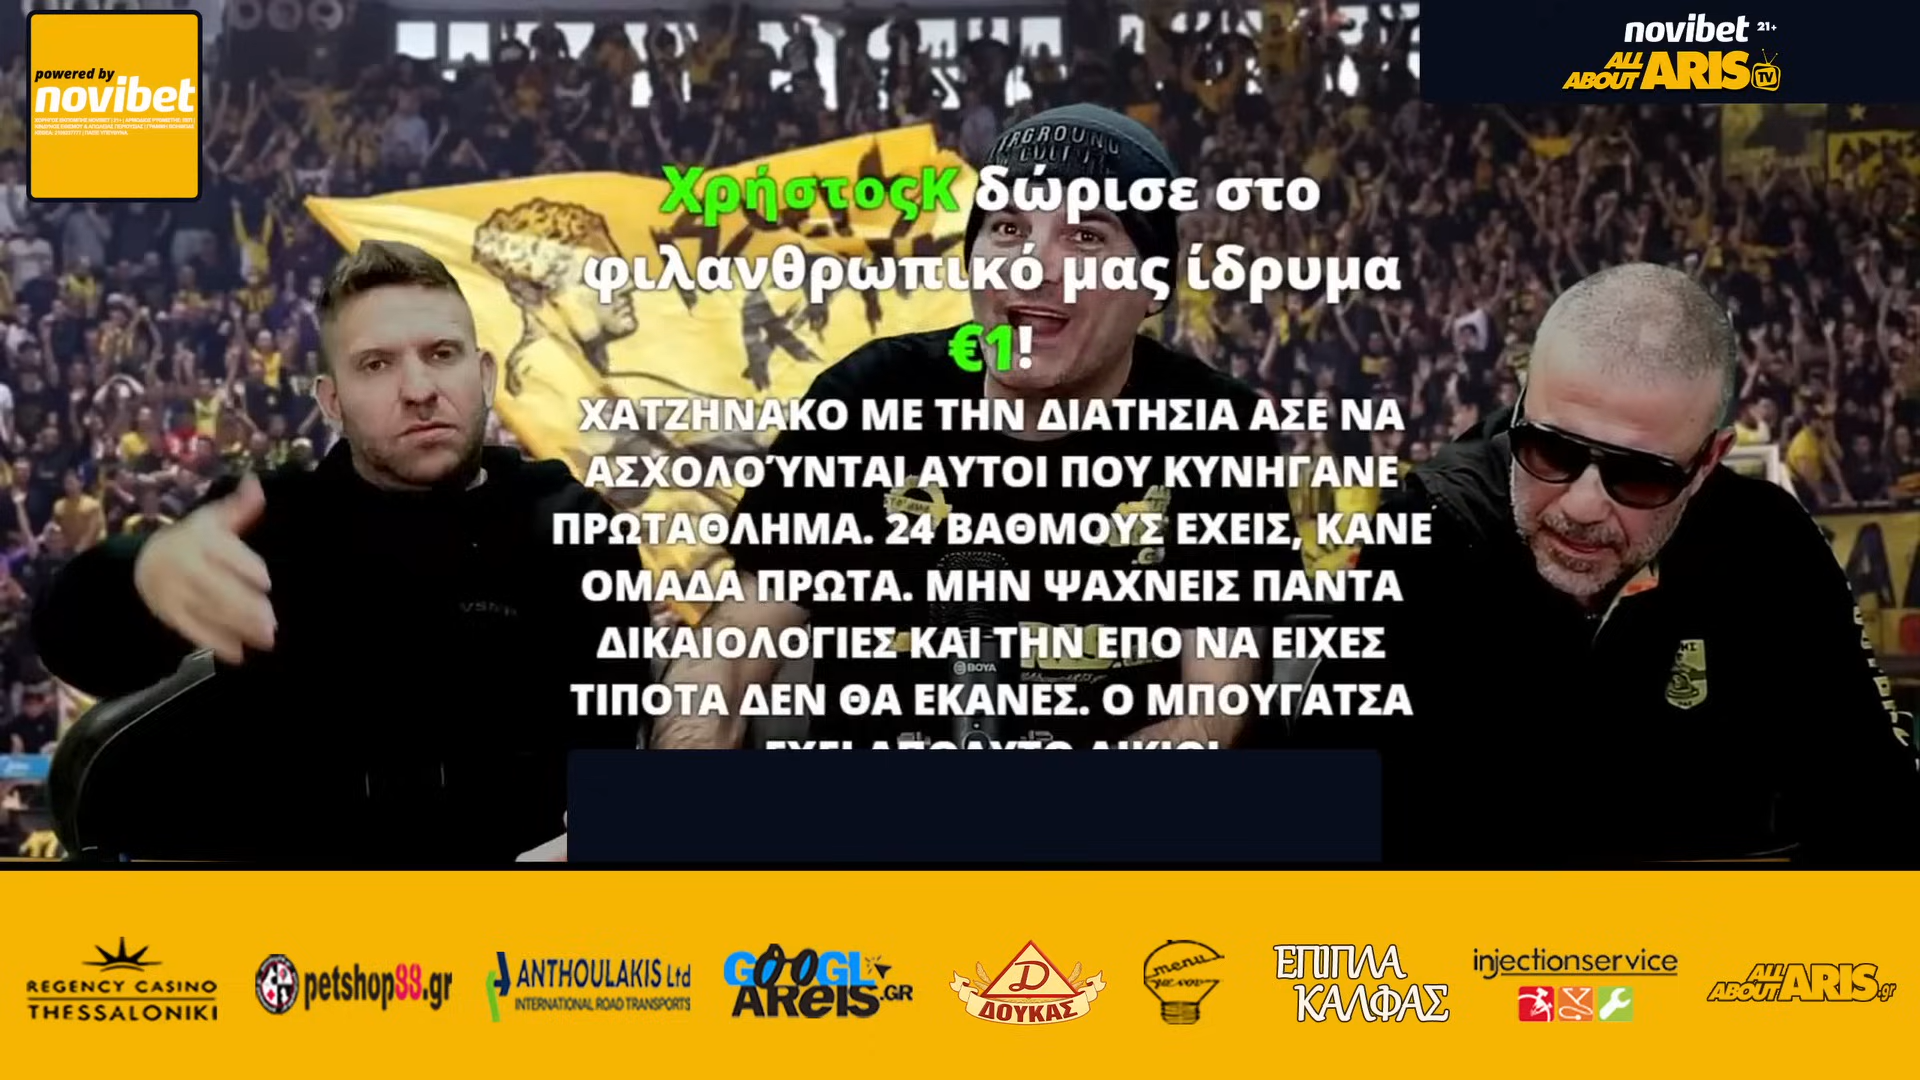 powered by
novibet
novibet 21+
ALL
ABOUT ARIS TV
ΧρήστοςΚ δώρισε στο
φιλανθρωπικό μας ίδρυμα
€1!
ΧΑΤΖΗΝΑΚΟ ΜΕ ΤΗΝ ΔΙΑΤΗΣΙΑ ΑΣΕ ΝΑ
ΑΣΧΟΛΟΎΝΤΑΙ ΑΥΤΟΙ ΠΟΥ ΚΥΝΗΓΑΝΕ
ΠΡΩΤΑΘΛΗΜΑ. 24 ΒΑΘΜΟΥΣ ΕΧΕΙΣ, ΚΑΝΕ
ΟΜΑΔΑ ΠΡΩΤΑ. ΜΗΝ ΨΑΧΝΕΙΣ ΠΑΝΤΑ
ΔΙΚΑΙΟΛΟΓΙΕΣ ΚΑΙ ΤΗΝ ΕΠΟ ΝΑ ΕΙΧΕΣ
ΤΙΠΟΤΑ ΔΕΝ ΘΑ ΕΚΑΝΕΣ. Ο ΜΠΟΥΓΑΤΣΑ
BOYA
REGENCY CASINO
THESSALONIKI
petshop88.gr
ANTHOULAKIS Ltd
INTERNATIONAL ROAD TRANSPORTS
GOOGL
AReIS.GR
Δ
ΔΟΥΚΑΣ
menu
ΕΠΙΠΛΑ
ΚΑΛΦΑΣ
injectionservice
ALL
ABOUT ARIS.gr